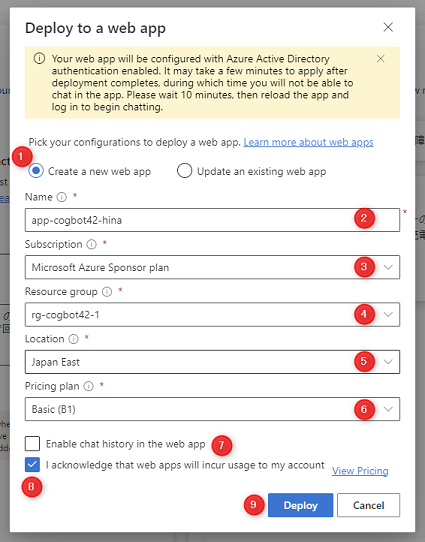 Deploy to a web app
Your web app will be configured with Azure Active Directory
authentication enabled. It may take a few minutes to apply after
deployment completes, during which time you will not be able to
chat in the app. Please wait 10 minutes, then reload the app and
log in to begin chatting.
Pick your configurations to deploy a web app. Learn more about web apps
1
Create a new web app Update an existing web app
Name *
app-cogbot42-hina 2 *
Subscription *
Microsoft Azure Sponsor plan 3
Resource group *
rg-cogbot42-1 4
Location *
Japan East 5
Pricing plan *
Basic (B1) 6
Enable chat history in the web app 7
I acknowledge that web apps will incur usage to my account View Pricing
8
9 Deploy Cancel